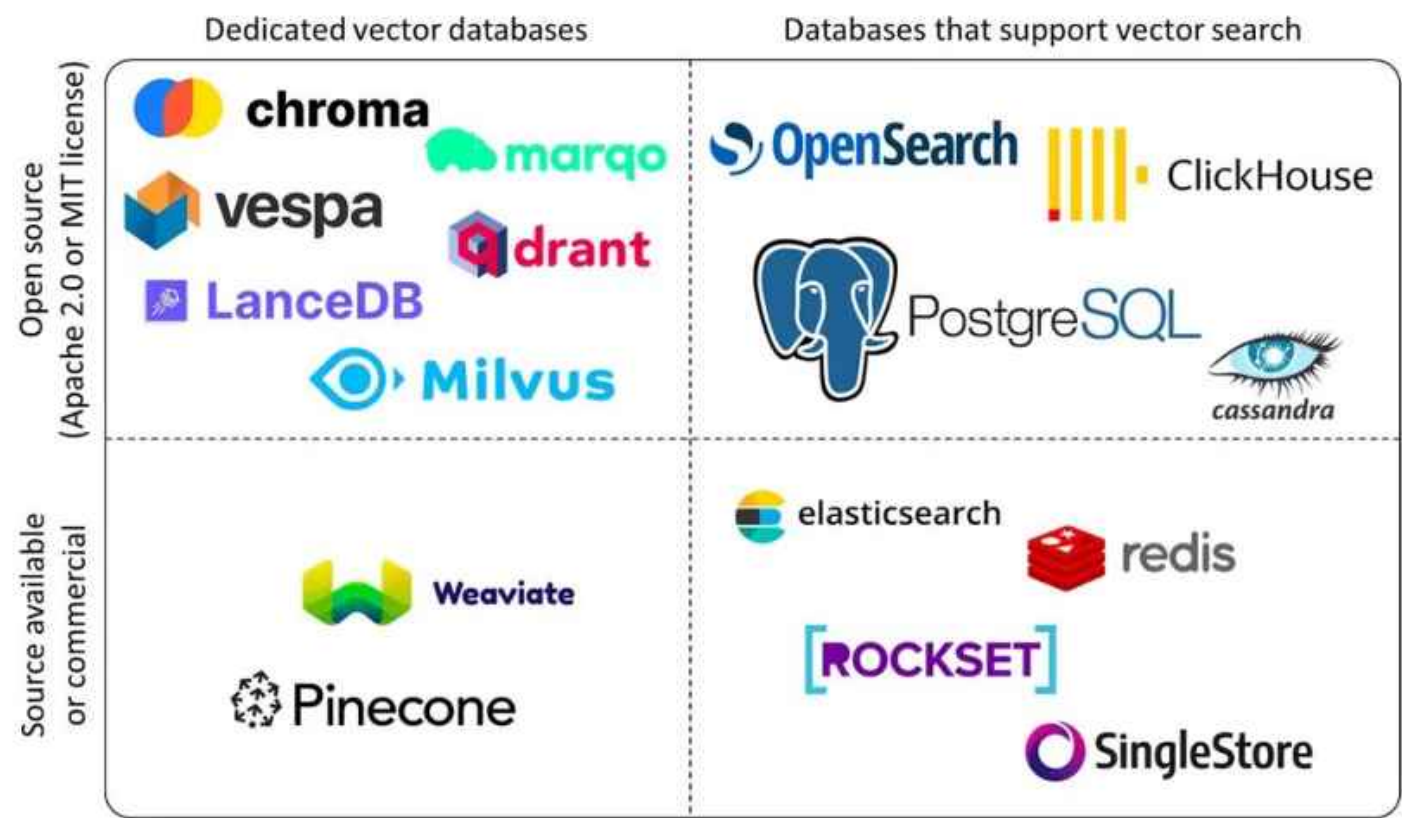 Dedicated vector databases
Databases that support vector search
Open source
(Apache 2.0 or MIT license)
chroma
marqo
vespa
qdrant
LanceDB
Milvus
OpenSearch
ClickHouse
PostgreSQL
cassandra
Source available
or commercial
Weaviate
Pinecone
elasticsearch
redis
[ROCKSET]
SingleStore